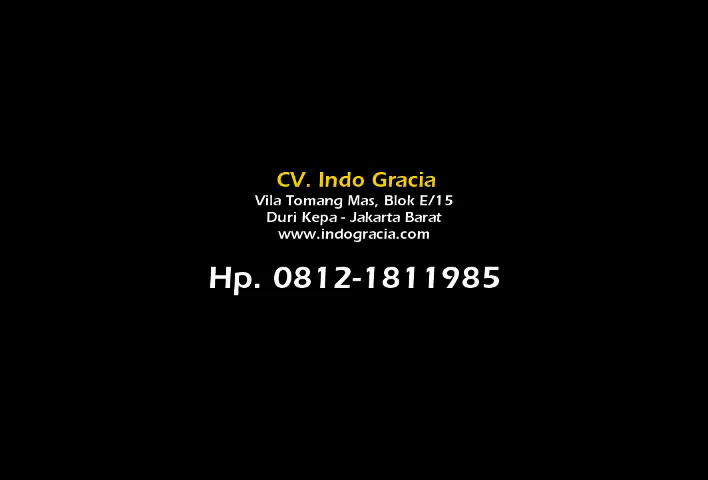 CV. Indo Gracia
Vila Tomang Mas, Blok E/15
Duri Kepa - Jakarta Barat
www.indogracia.com
Hp. 0812-1811985